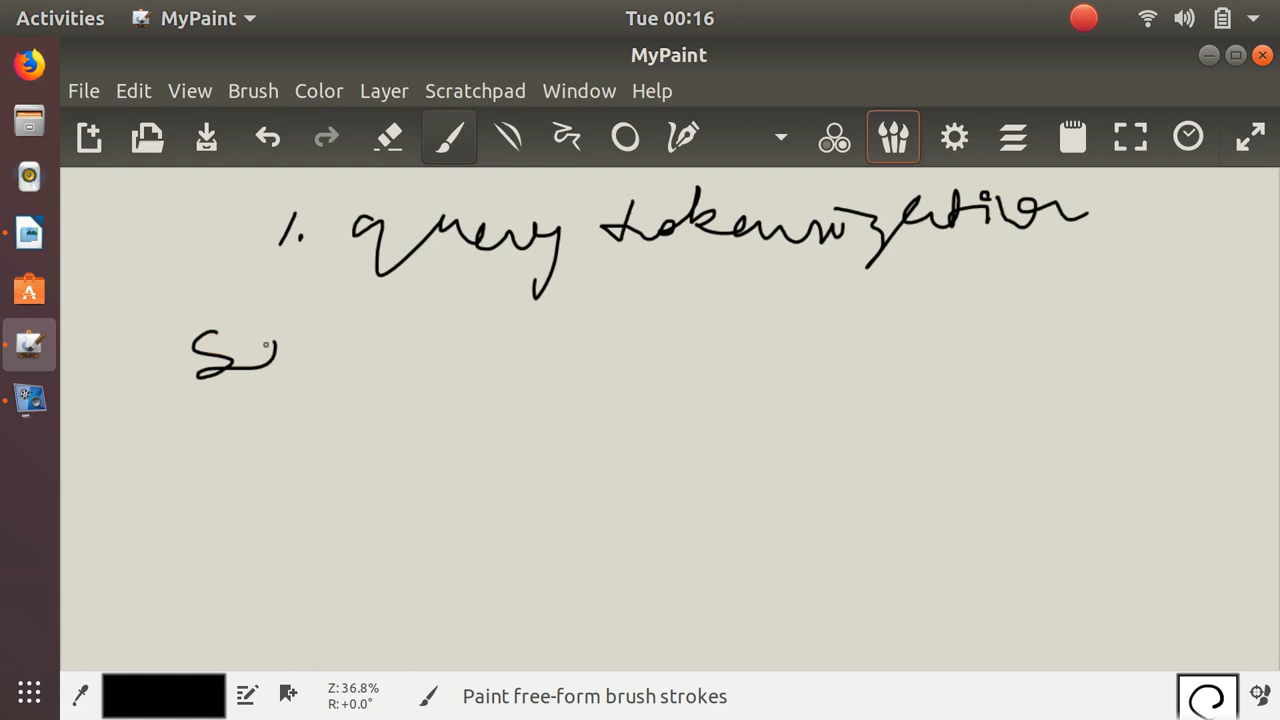 Activities MyPaint Tue 00:16
MyPaint
File Edit View Brush Color Layer Scratchpad Window Help
1. query tokenization
S
Z: 36.8%
R: +0.0°
Paint free-form brush strokes